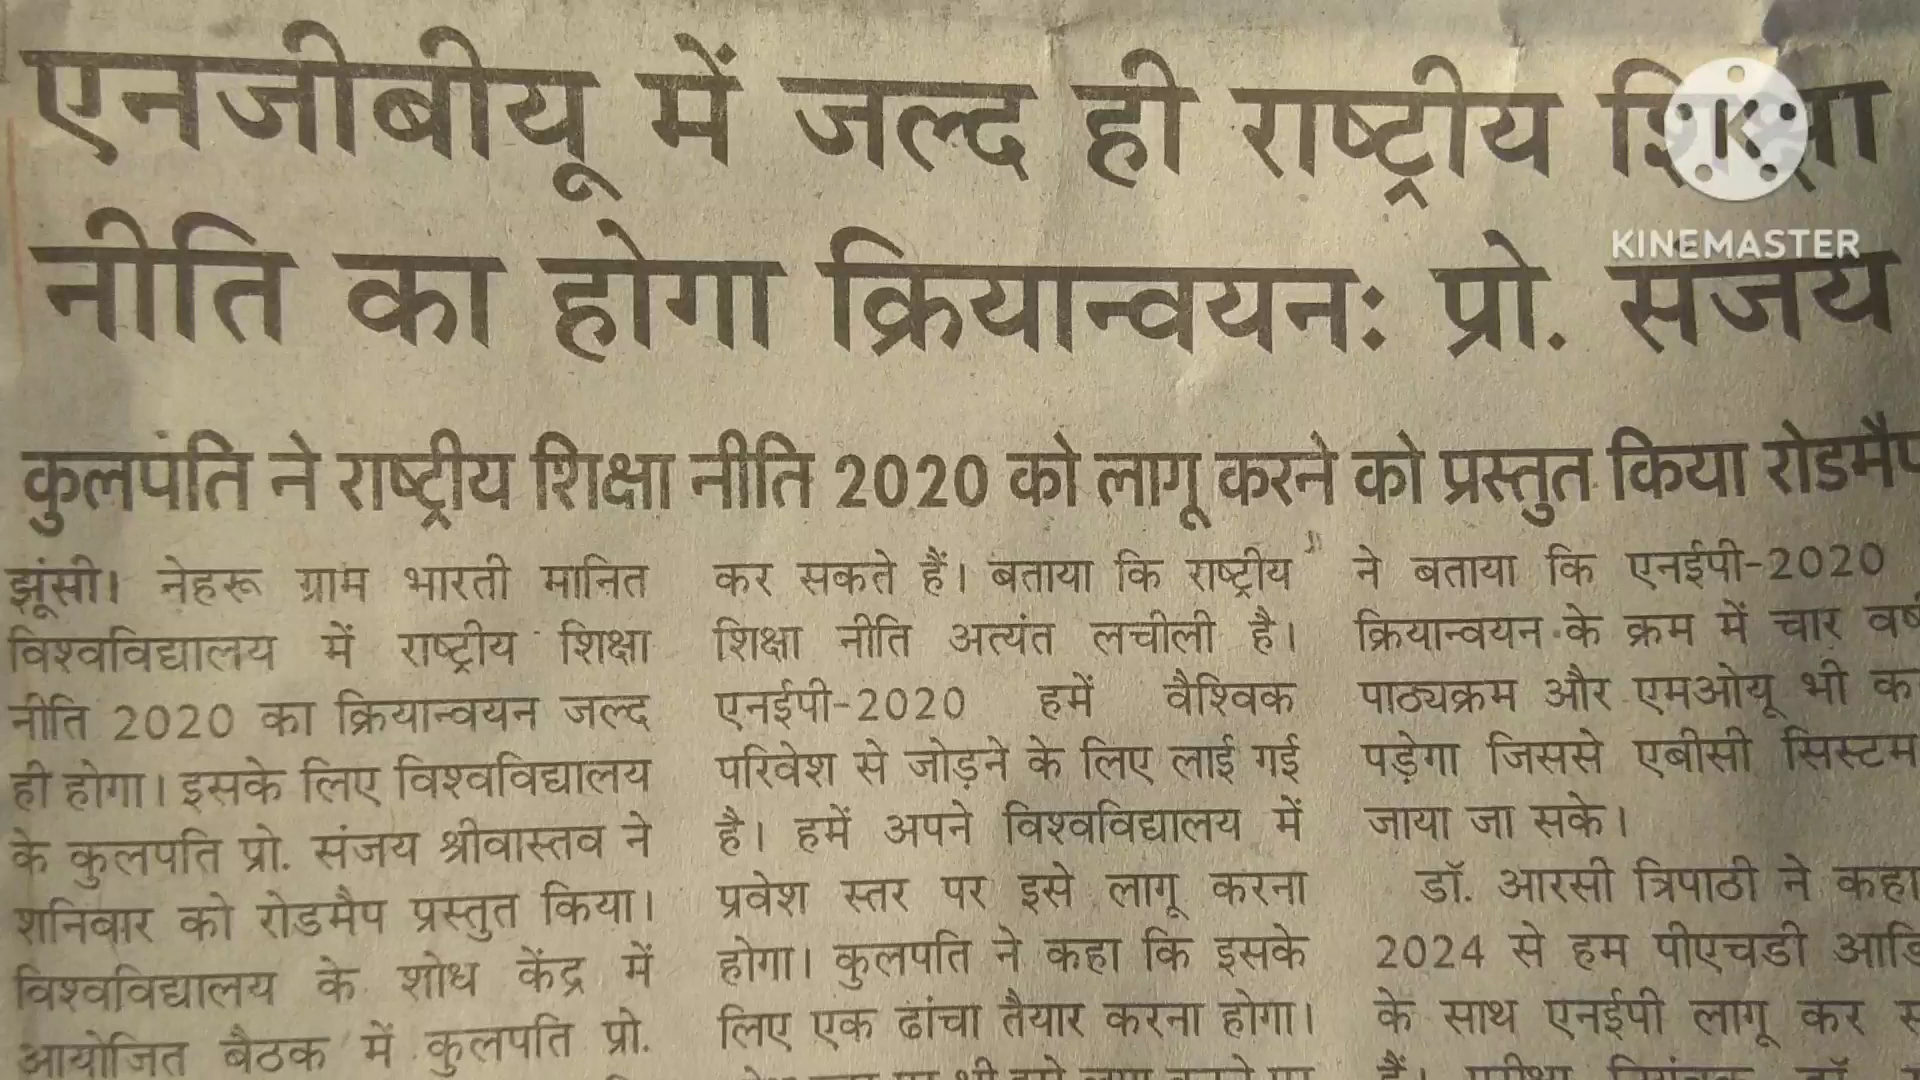 एनजीबीयू में जल्द ही राष्ट्रीय
KINEMASTER
नीति का होगा क्रियान्वयनः प्रो. संजय
कुलपति ने राष्ट्रीय शिक्षा नीति 2020 को लागू करने को प्रस्तुत किया रोडमैप
झूंसी। नेहरू ग्राम भारती मानित
विश्वविद्यालय में राष्ट्रीय शिक्षा
नीति 2020 का क्रियान्वयन जल्द
ही होगा। इसके लिए विश्वविद्यालय
के कुलपति प्रो. संजय श्रीवास्तव ने
शनिवार को रोडमैप प्रस्तुत किया।
विश्वविद्यालय के शोध केंद्र में
आयोजित बैठक में कुलपति प्रो.
कर सकते हैं। बताया कि राष्ट्रीय
शिक्षा नीति अत्यंत लचीली है।
एनईपी-2020 हमें वैश्विक
परिवेश से जोड़ने के लिए लाई गई
है। हमें अपने विश्वविद्यालय में
प्रवेश स्तर पर इसे लागू करना
होगा। कुलपति ने कहा कि इसके
लिए एक ढांचा तैयार करना होगा।
ने बताया कि एनईपी-2020
क्रियान्वयन के क्रम में चार
पाठ्यक्रम और एमओयू भी
पड़ेगा जिससे एबीसी सिस्टम
जाया जा सके।
डॉ. आरसी त्रिपाठी ने कहा
2024 से हम पीएचडी
के साथ एनईपी लागू कर